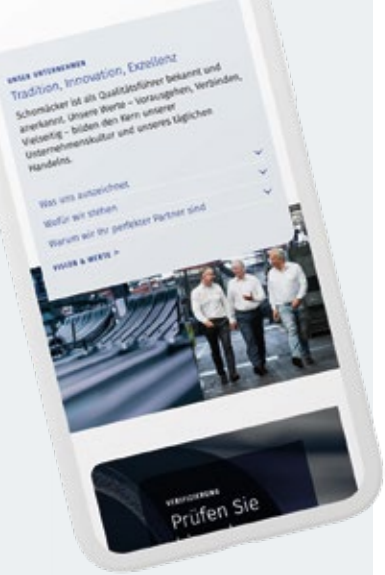 UNSER UNTERNEHMEN
Tradition, Innovation, Exzellenz
Schomäcker ist als Qualitätsführer bekannt und
anerkannt. Unsere Werte – Vorausgehen, Verbinden,
Vielseitig – bilden den Kern unserer
Unternehmenskultur und unseres täglichen
Handelns.
Was uns auszeichnet
Wofür wir stehen
Warum wir Ihr perfekter Partner sind
VISION & WERTE >
VERIFIZIERUNG
Prüfen Sie